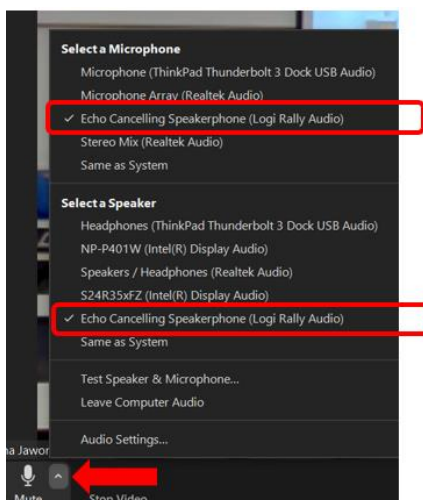 Select a Microphone
Microphone (ThinkPad Thunderbolt 3 Dock USB Audio)
Microphone Array (Realtek Audio)
✓ Echo Cancelling Speakerphone (Logi Rally Audio)
Stereo Mix (Realtek Audio)
Same as System
Select a Speaker
Headphones (ThinkPad Thunderbolt 3 Dock USB Audio)
NP-P401W (Intel(R) Display Audio)
Speakers / Headphones (Realtek Audio)
S24R35xFZ (Intel(R) Display Audio)
✓ Echo Cancelling Speakerphone (Logi Rally Audio)
Same as System
Test Speaker & Microphone...
Leave Computer Audio
Audio Settings...
na Jawor
Mute Stop Video